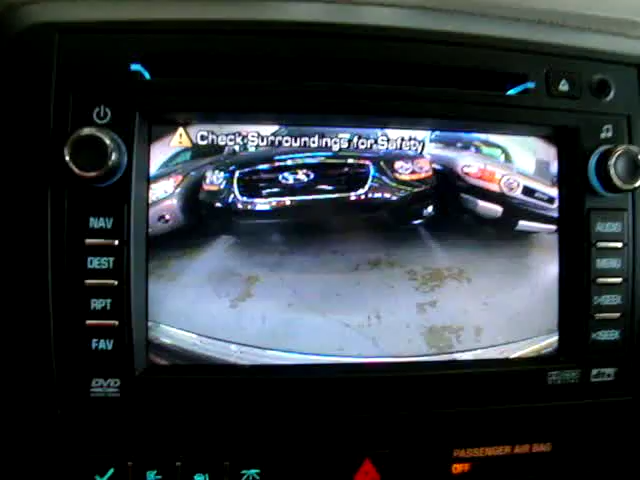 Check Surroundings for Safety
NAV
DEST
RPT
FAV
DVD
AUDIO
MENU
SEEK
SEEK
PASSENGER AIR BAG
OFF